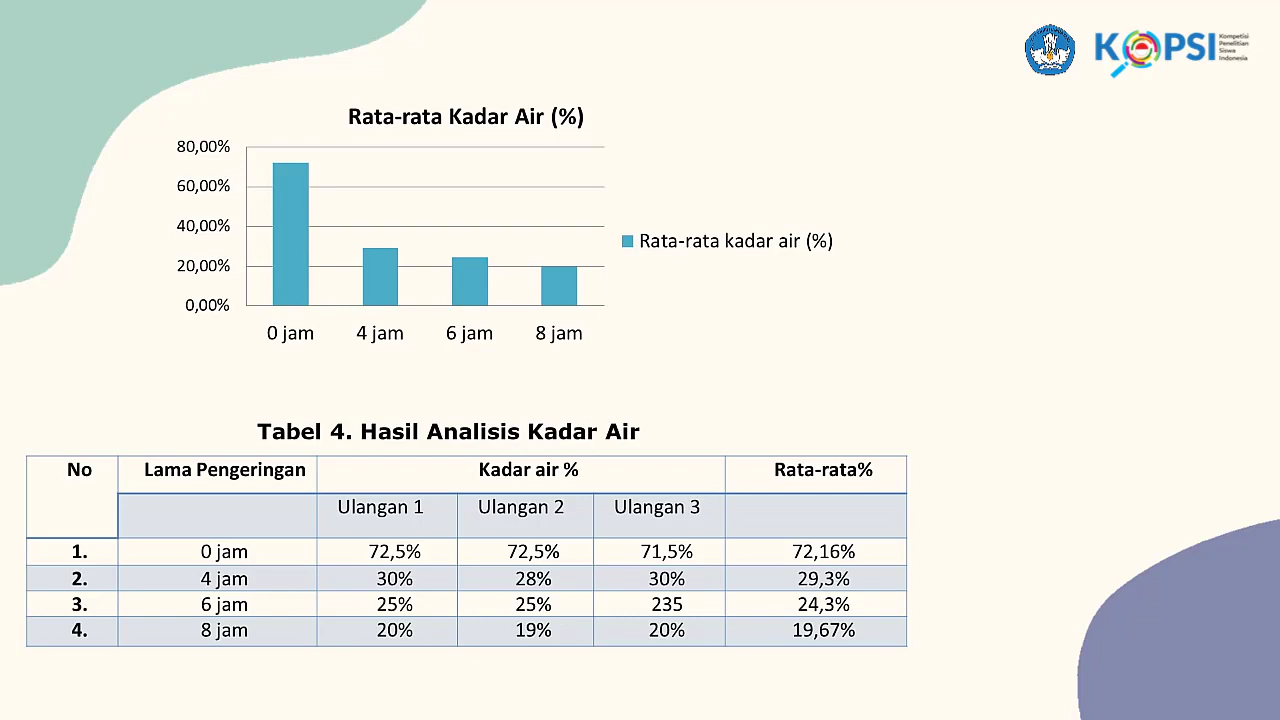 KOPSI
Kompetisi
Penelitian
Siswa
Indonesia
Rata-rata Kadar Air (%)
80,00%
60,00%
40,00%
20,00%
0,00%
0 jam 4 jam 6 jam 8 jam
Rata-rata kadar air (%)
Tabel 4. Hasil Analisis Kadar Air
No Lama Pengeringan Kadar air % Rata-rata%
Ulangan 1 Ulangan 2 Ulangan 3
1. 0 jam 72,5% 72,5% 71,5% 72,16%
2. 4 jam 30% 28% 30% 29,3%
3. 6 jam 25% 25% 235 24,3%
4. 8 jam 20% 19% 20% 19,67%